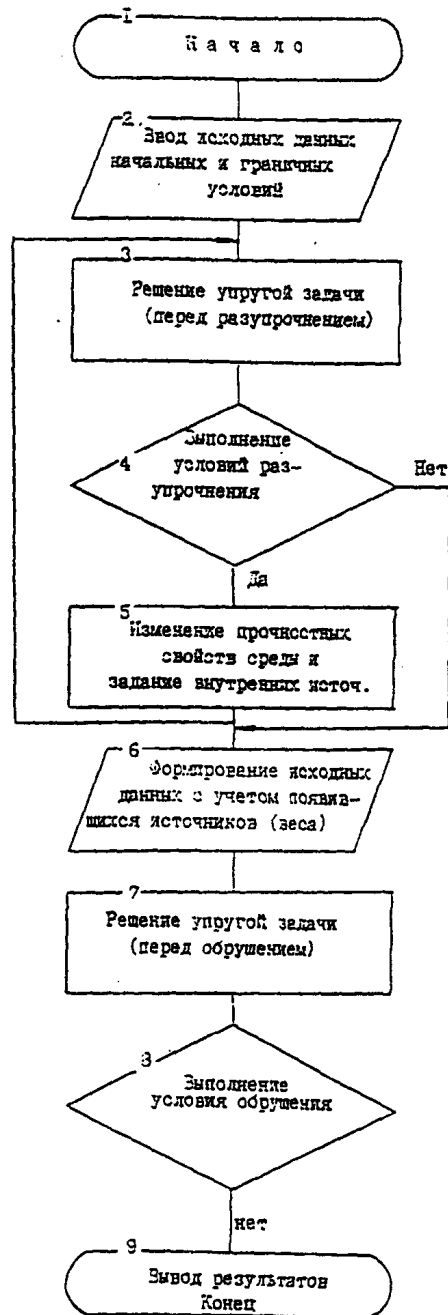 1
Начало
2.
Ввод исходных данных
начальных и граничных
условий
3
Решение упругой задачи
(перед разупрочнением)
4
Выполнение
условий раз-
упрочнения
Нет
Да
5
Изменение прочностных
свойств среды и
задание внутренних источ.
6
Формирование исходных
данных с учетом появив-
шихся источников (веса)
7
Решение упругой задачи
(перед обрушением)
8
Выполнение
условия обрушения
нет
9
Вывод результатов
Конец